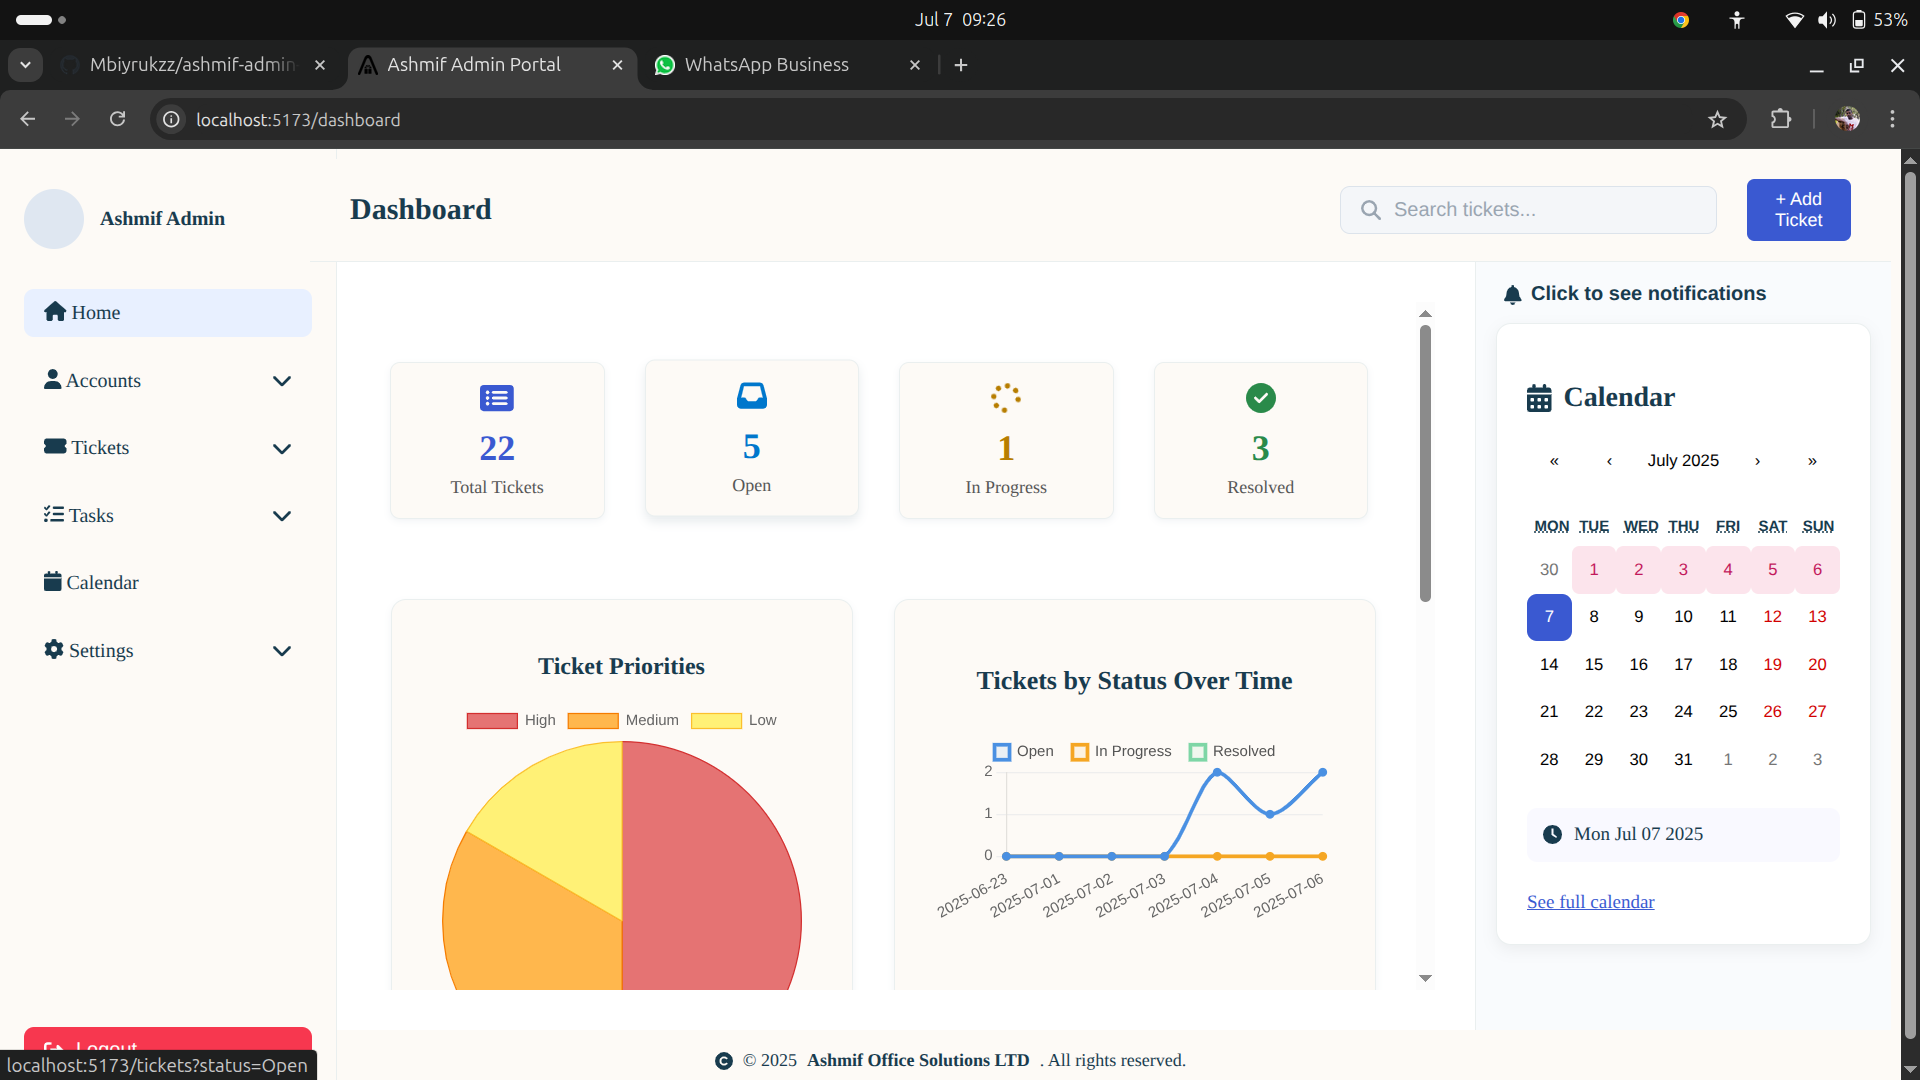 Jul 7 09:26
53%
Mbiyrukzz/ashmif-admin
Ashmif Admin Portal
WhatsApp Business
localhost:5173/dashboard
Ashmif Admin
Dashboard
Search tickets...
+ Add
Ticket
Home
Accounts
Tickets
Tasks
Calendar
Settings
Logout
localhost:5173/tickets?status=Open
22
Total Tickets
5
Open
1
In Progress
3
Resolved
Ticket Priorities
High Medium Low
Tickets by Status Over Time
Open In Progress Resolved
2
1
0
2025-06-23 2025-07-01 2025-07-02 2025-07-03 2025-07-04 2025-07-05 2025-07-06
Click to see notifications
Calendar
« ‹ July 2025 › »
MON TUE WED THU FRI SAT SUN
30 1 2 3 4 5 6
7 8 9 10 11 12 13
14 15 16 17 18 19 20
21 22 23 24 25 26 27
28 29 30 31 1 2 3
Mon Jul 07 2025
See full calendar
© 2025 Ashmif Office Solutions LTD . All rights reserved.